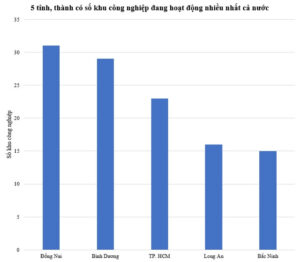 5 tỉnh, thành có số khu công nghiệp đang hoạt động nhiều nhất cả nước
35
30
25
20
15
10
5
0
Số khu công nghiệp
Đồng Nai
Bình Dương
TP. HCM
Long An
Bắc Ninh